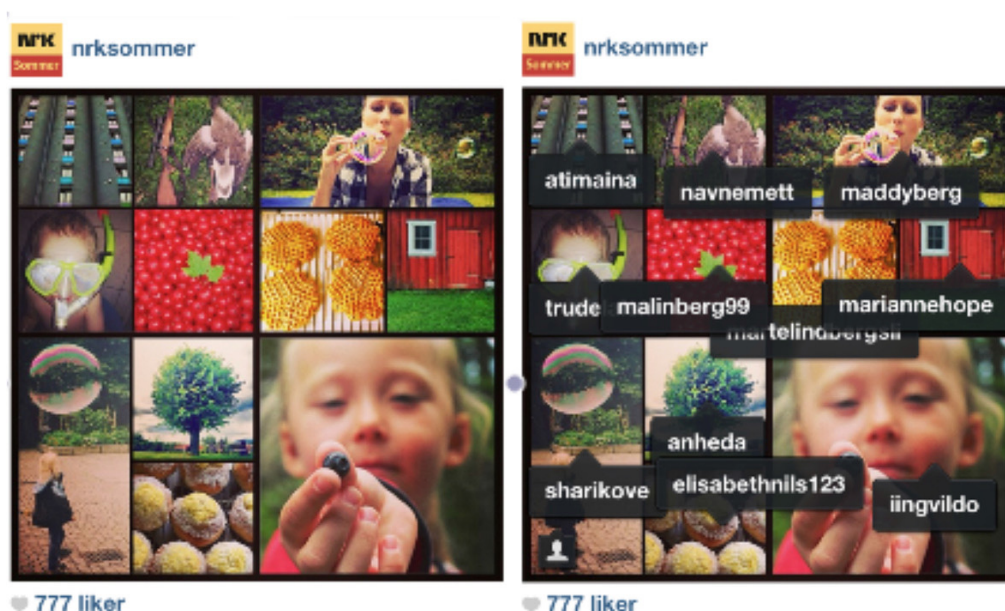 nrk
Sommer
nrksommer
777 liker
nrk
Sommer
nrksommer
atimaina
navnemett
maddyberg
trude
malinberg99
mariannehope
martelindbergsli
anheda
sharikove
elisabethnils123
iingvildo
777 liker